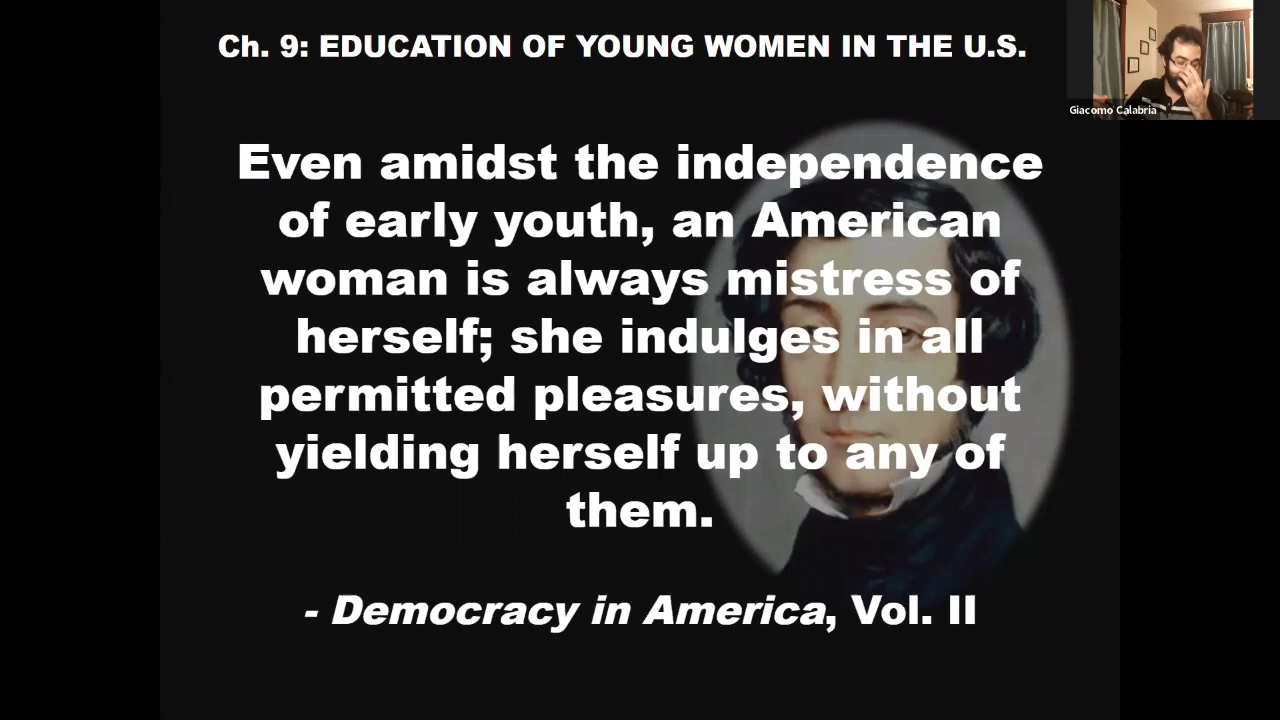 Ch. 9: EDUCATION OF YOUNG WOMEN IN THE U.S.
Giacomo Calabria
Even amidst the independence
of early youth, an American
woman is always mistress of
herself; she indulges in all
permitted pleasures, without
yielding herself up to any of
them.
- Democracy in America, Vol. II